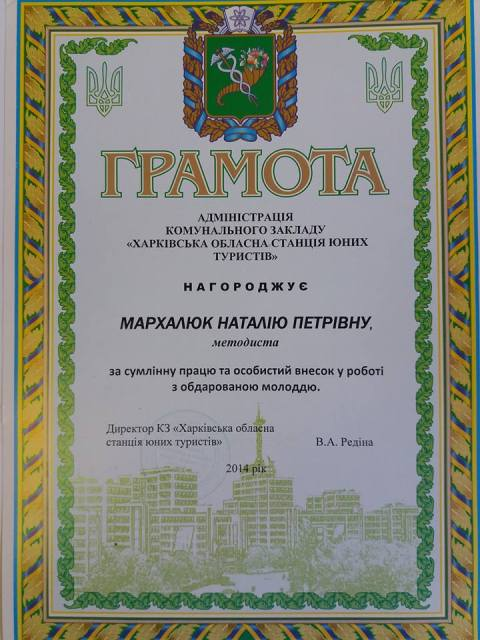 ГРАМОТА
АДМІНІСТРАЦІЯ
КОМУНАЛЬНОГО ЗАКЛАДУ
«ХАРКІВСЬКА ОБЛАСНА СТАНЦІЯ ЮНИХ
ТУРИСТІВ»
НАГОРОДЖУЄ
МАРХАЛЮК НАТАЛІЮ ПЕТРІВНУ,
методиста
за сумлінну працю та особистий внесок у роботі
з обдарованою молоддю.
Директор КЗ «Харківська обласна
станція юних туристів» В.А. Редіна
2014 рік